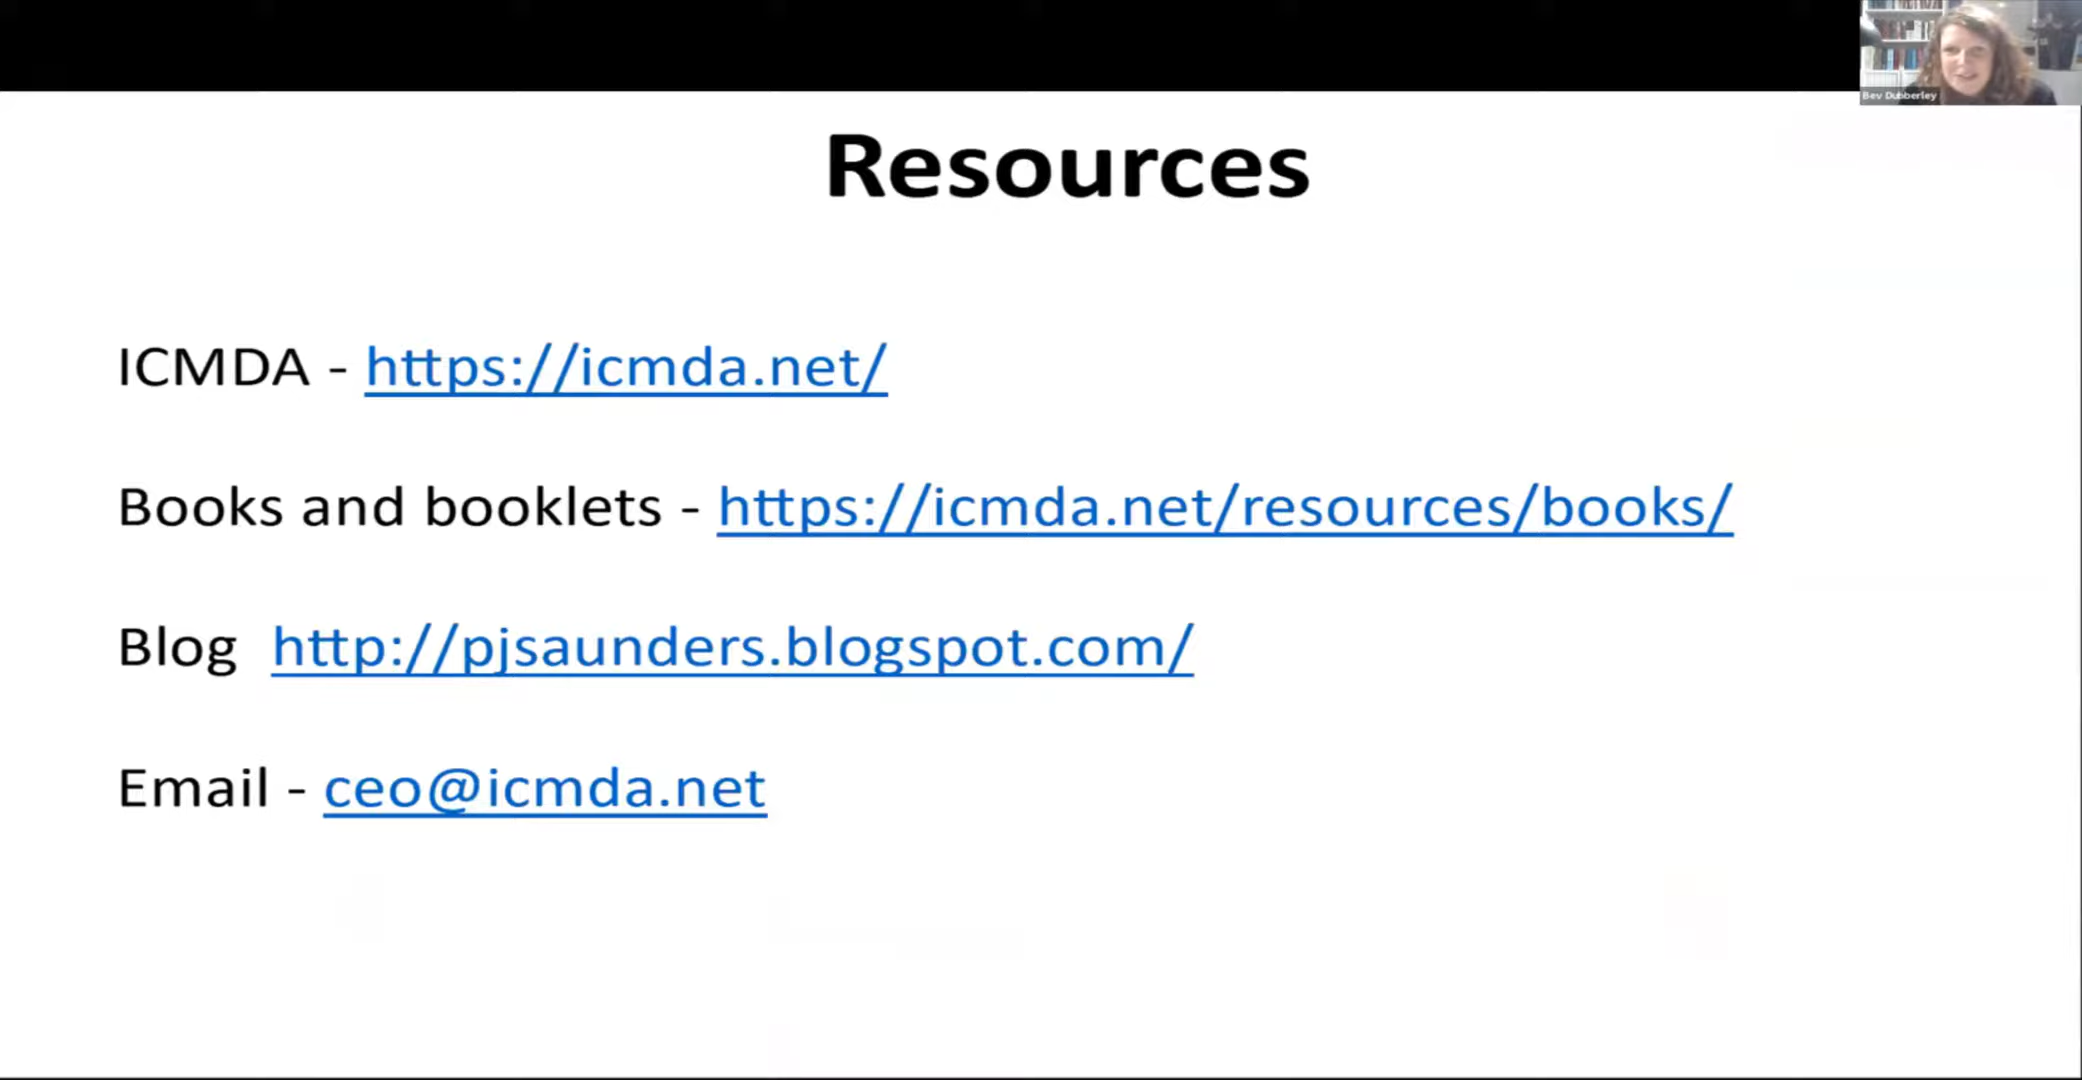 Bev Dubberley
Resources
ICMDA - https://icmda.net/
Books and booklets - https://icmda.net/resources/books/
Blog http://pjsaunders.blogspot.com/
Email - ceo@icmda.net